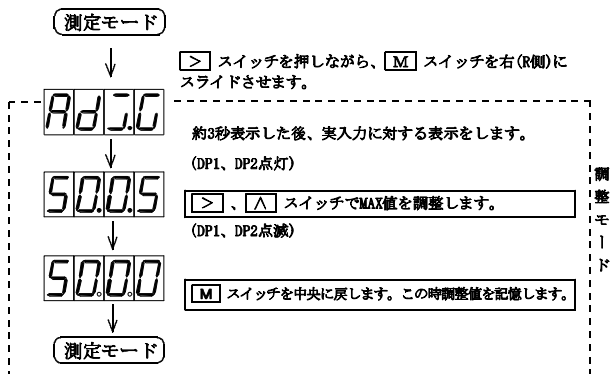 測定モード
> スイッチを押しながら、 M スイッチを右(R側)に
スライドさせます。
AdJ.G
約3秒表示した後、実入力に対する表示をします。
(DP1、DP2点灯)
50.0.5
> 、 ∧ スイッチでMAX値を調整します。
(DP1、DP2点滅)
50.0.0
M スイッチを中央に戻します。この時調整値を記憶します。
測定モード
調整モード